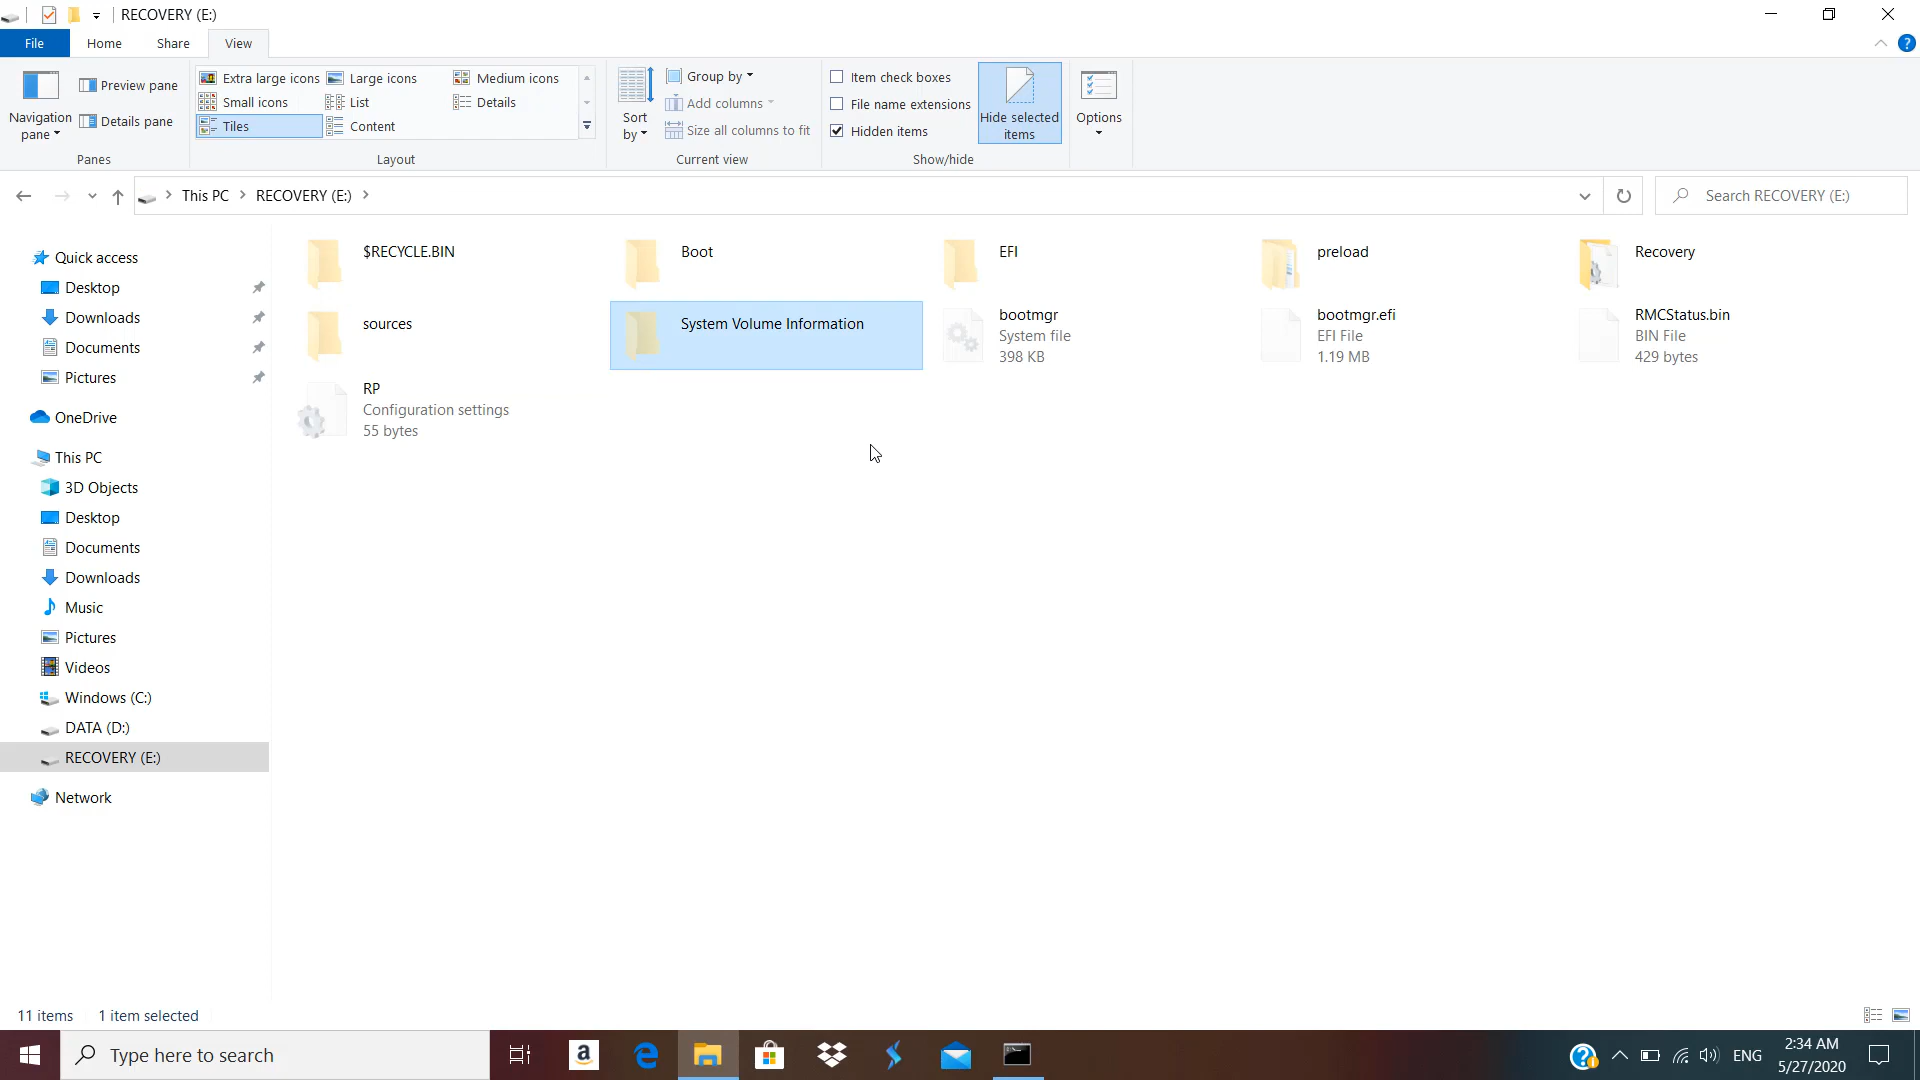 RECOVERY (E:)
File Home Share View
Navigation pane
Preview pane
Details pane
Panes
Extra large icons Large icons Medium icons
Small icons List Details
Tiles Content
Layout
Sort by
Group by
Add columns
Size all columns to fit
Current view
Item check boxes
File name extensions
Hidden items
Hide selected items
Show/hide
Options
This PC RECOVERY (E:)
Search RECOVERY (E:)
Quick access
Desktop
Downloads
Documents
Pictures
OneDrive
This PC
3D Objects
Desktop
Documents
Downloads
Music
Pictures
Videos
Windows (C:)
DATA (D:)
RECOVERY (E:)
Network
$RECYCLE.BIN
Boot
EFI
preload
Recovery
sources
System Volume Information
bootmgr
System file
398 KB
bootmgr.efi
EFI File
1.19 MB
RMCStatus.bin
BIN File
429 bytes
RP
Configuration settings
55 bytes
11 items 1 item selected
Type here to search
a
ENG
2:34 AM
5/27/2020